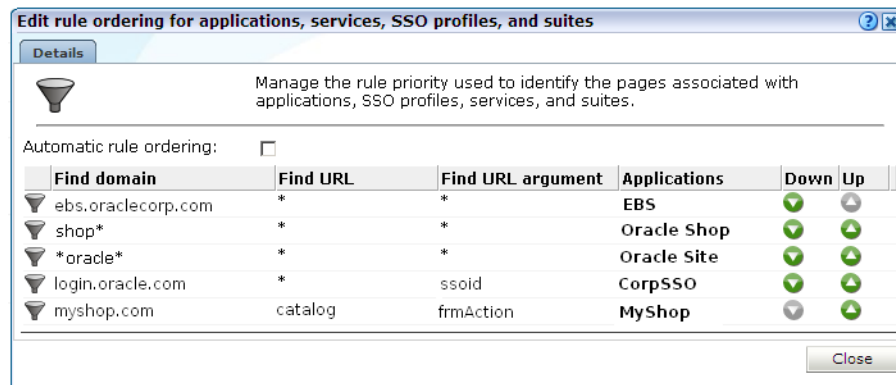 Edit rule ordering for applications, services, SSO profiles, and suites
Details
Manage the rule priority used to identify the pages associated with
applications, SSO profiles, services, and suites.
Automatic rule ordering:
Find domain Find URL Find URL argument Applications Down Up
ebs.oraclecorp.com * * EBS
shop* * * Oracle Shop
*oracle* * * Oracle Site
login.oracle.com * ssoid CorpSSO
myshop.com catalog frmAction MyShop
Close